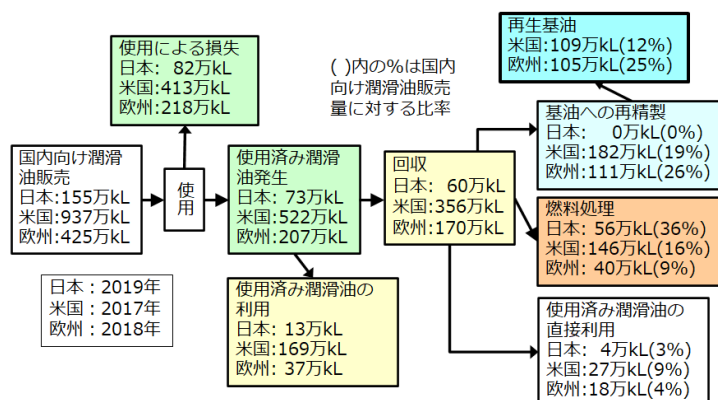 使用による損失
日本: 82万kL
米国:413万kL
欧州:218万kL
( )内の%は国内
向け潤滑油販売
量に対する比率
再生基油
米国:109万kL(12%)
欧州:105万kL(25%)
国内向け潤滑
油販売
日本:155万kL
米国:937万kL
欧州:425万kL
使用
使用済み潤滑
油発生
日本: 73万kL
米国:522万kL
欧州:207万kL
回収
日本: 60万kL
米国:356万kL
欧州:170万kL
基油への再精製
日本: 0万kL(0%)
米国:182万kL(19%)
欧州:111万kL(26%)
燃料処理
日本: 56万kL(36%)
米国:146万kL(16%)
欧州: 40万kL(9%)
日本:2019年
米国:2017年
欧州:2018年
使用済み潤滑油の
利用
日本: 13万kL
米国:169万kL
欧州: 37万kL
使用済み潤滑油の
直接利用
日本: 4万kL(3%)
米国:27万kL(9%)
欧州:18万kL(4%)